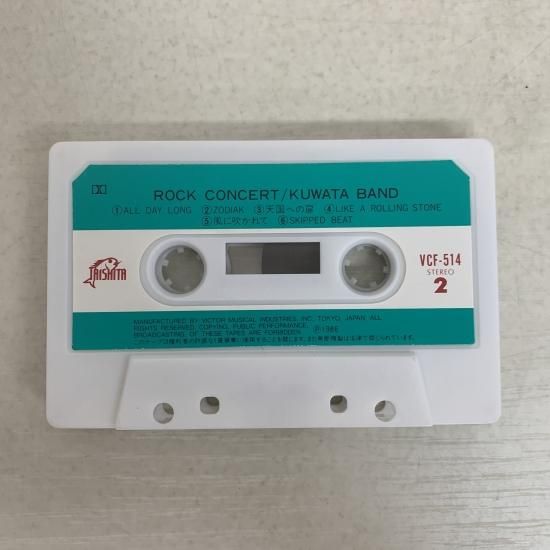 ROCK CONCERT/KUWATA BAND
①ALL DAY LONG ②ZODIAK ③天国への扉 ④LIKE A ROLLING STONE
⑤風に吹かれて ⑥SKIPPED BEAT
TAISHITA
VCF-514
STEREO
2
MANUFACTURED BY VICTOR MUSICAL INDUSTRIES, INC. TOKYO, JAPAN. ALL
RIGHTS RESERVED. COPYING, PUBLIC PERFORMANCE,
BROADCASTING OF THESE TAPES ARE FORBIDDEN. Ⓟ1986